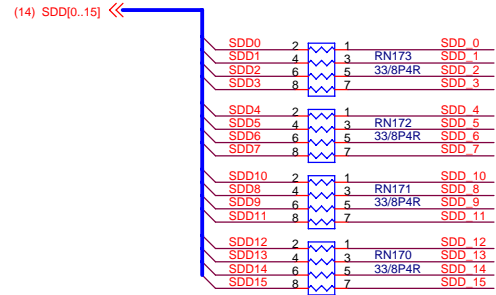 (14) SDD[0..15]
SDD0 2 1 SDD_0
SDD1 4 3 RN173 SDD_1
SDD2 6 5 33/8P4R SDD_2
SDD3 8 7 SDD_3
SDD4 2 1 SDD_4
SDD5 4 3 RN172 SDD_5
SDD6 6 5 33/8P4R SDD_6
SDD7 8 7 SDD_7
SDD10 2 1 SDD_10
SDD8 4 3 RN171 SDD_8
SDD9 6 5 33/8P4R SDD_9
SDD11 8 7 SDD_11
SDD12 2 1 SDD_12
SDD13 4 3 RN170 SDD_13
SDD14 6 5 33/8P4R SDD_14
SDD15 8 7 SDD_15